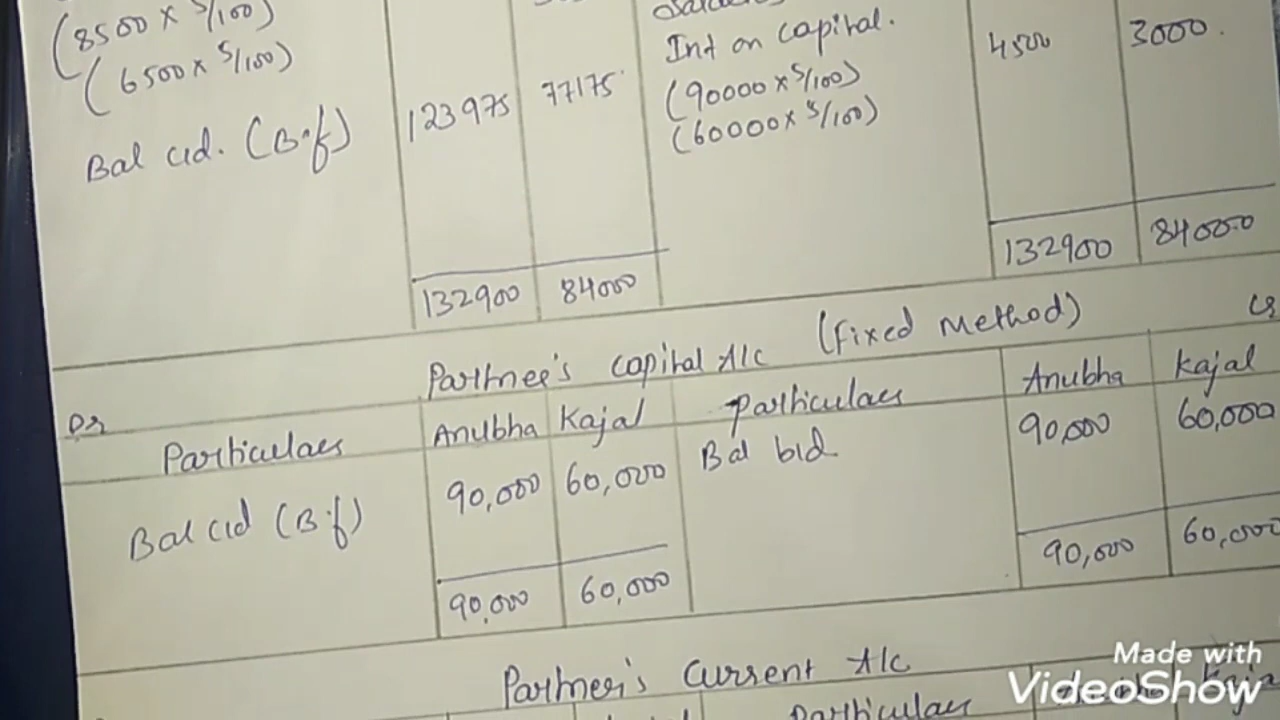 (8500 x 5/100)
(6500 x 5/100)
Bal c/d. (B.f) 123975 77175
Int on capital. 4500 3000.
(90000 x 5/100)
(60000 x 5/100)
132900 84000 132900 84000
Partner's Capital A/c (Fixed Method)
Dr Cr
Particulars Anubha Kajal Particulars Anubha Kajal
Bal c/d (B.f) 90,000 60,000 Bal b/d 90,000 60,000
90,000 60,000 90,000 60,000
Partner's Current A/c
Particulars
Made with
VideoShow